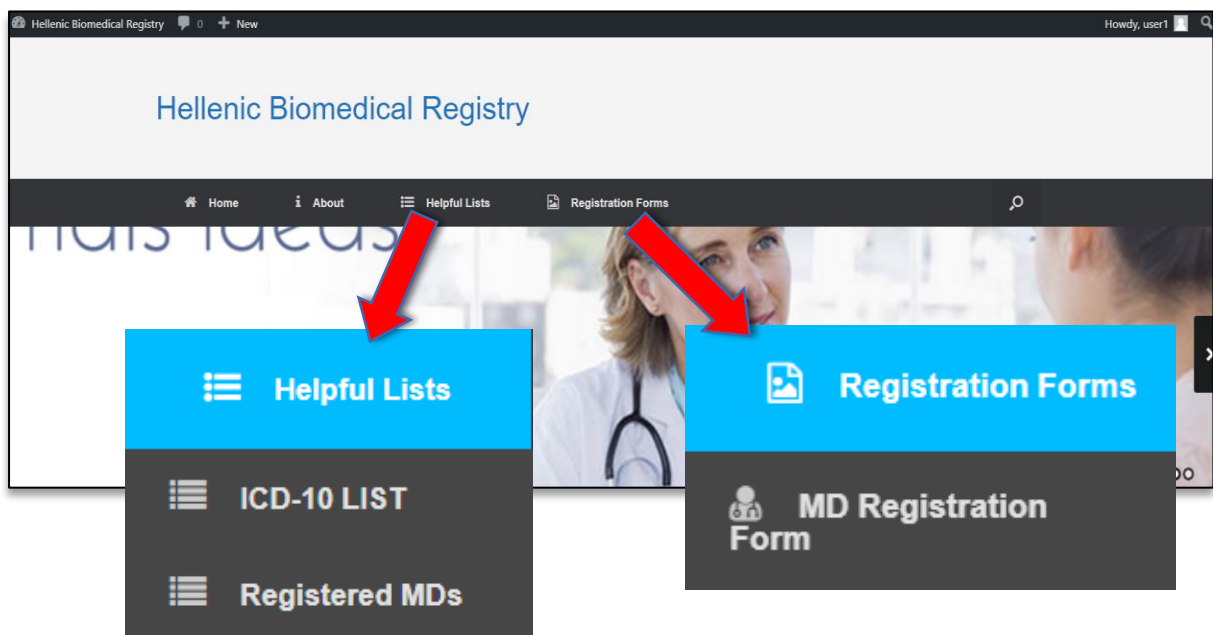 Hellenic Biomedical Registry 0 + New Howdy, user1
Hellenic Biomedical Registry
Home i About Helpful Lists Registration Forms
ideas
Helpful Lists
ICD-10 LIST
Registered MDs
Registration Forms
MD Registration
Form